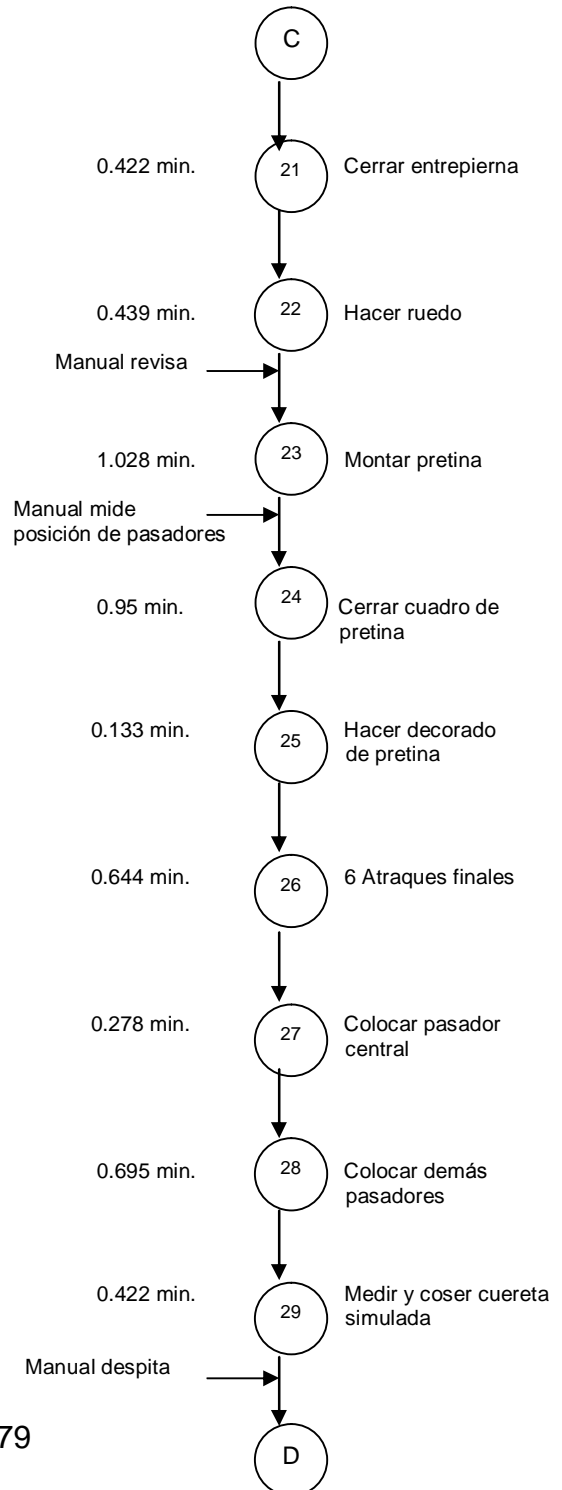 C
0.422 min.
21
Cerrar entrepierna
0.439 min.
22
Hacer ruedo
Manual revisa
1.028 min.
23
Montar pretina
Manual mide
posición de pasadores
0.95 min.
24
Cerrar cuadro de
pretina
0.133 min.
25
Hacer decorado
de pretina
0.644 min.
26
6 Atraques finales
0.278 min.
27
Colocar pasador
central
0.695 min.
28
Colocar demás
pasadores
0.422 min.
29
Medir y coser cuereta
simulada
Manual despita
79
D